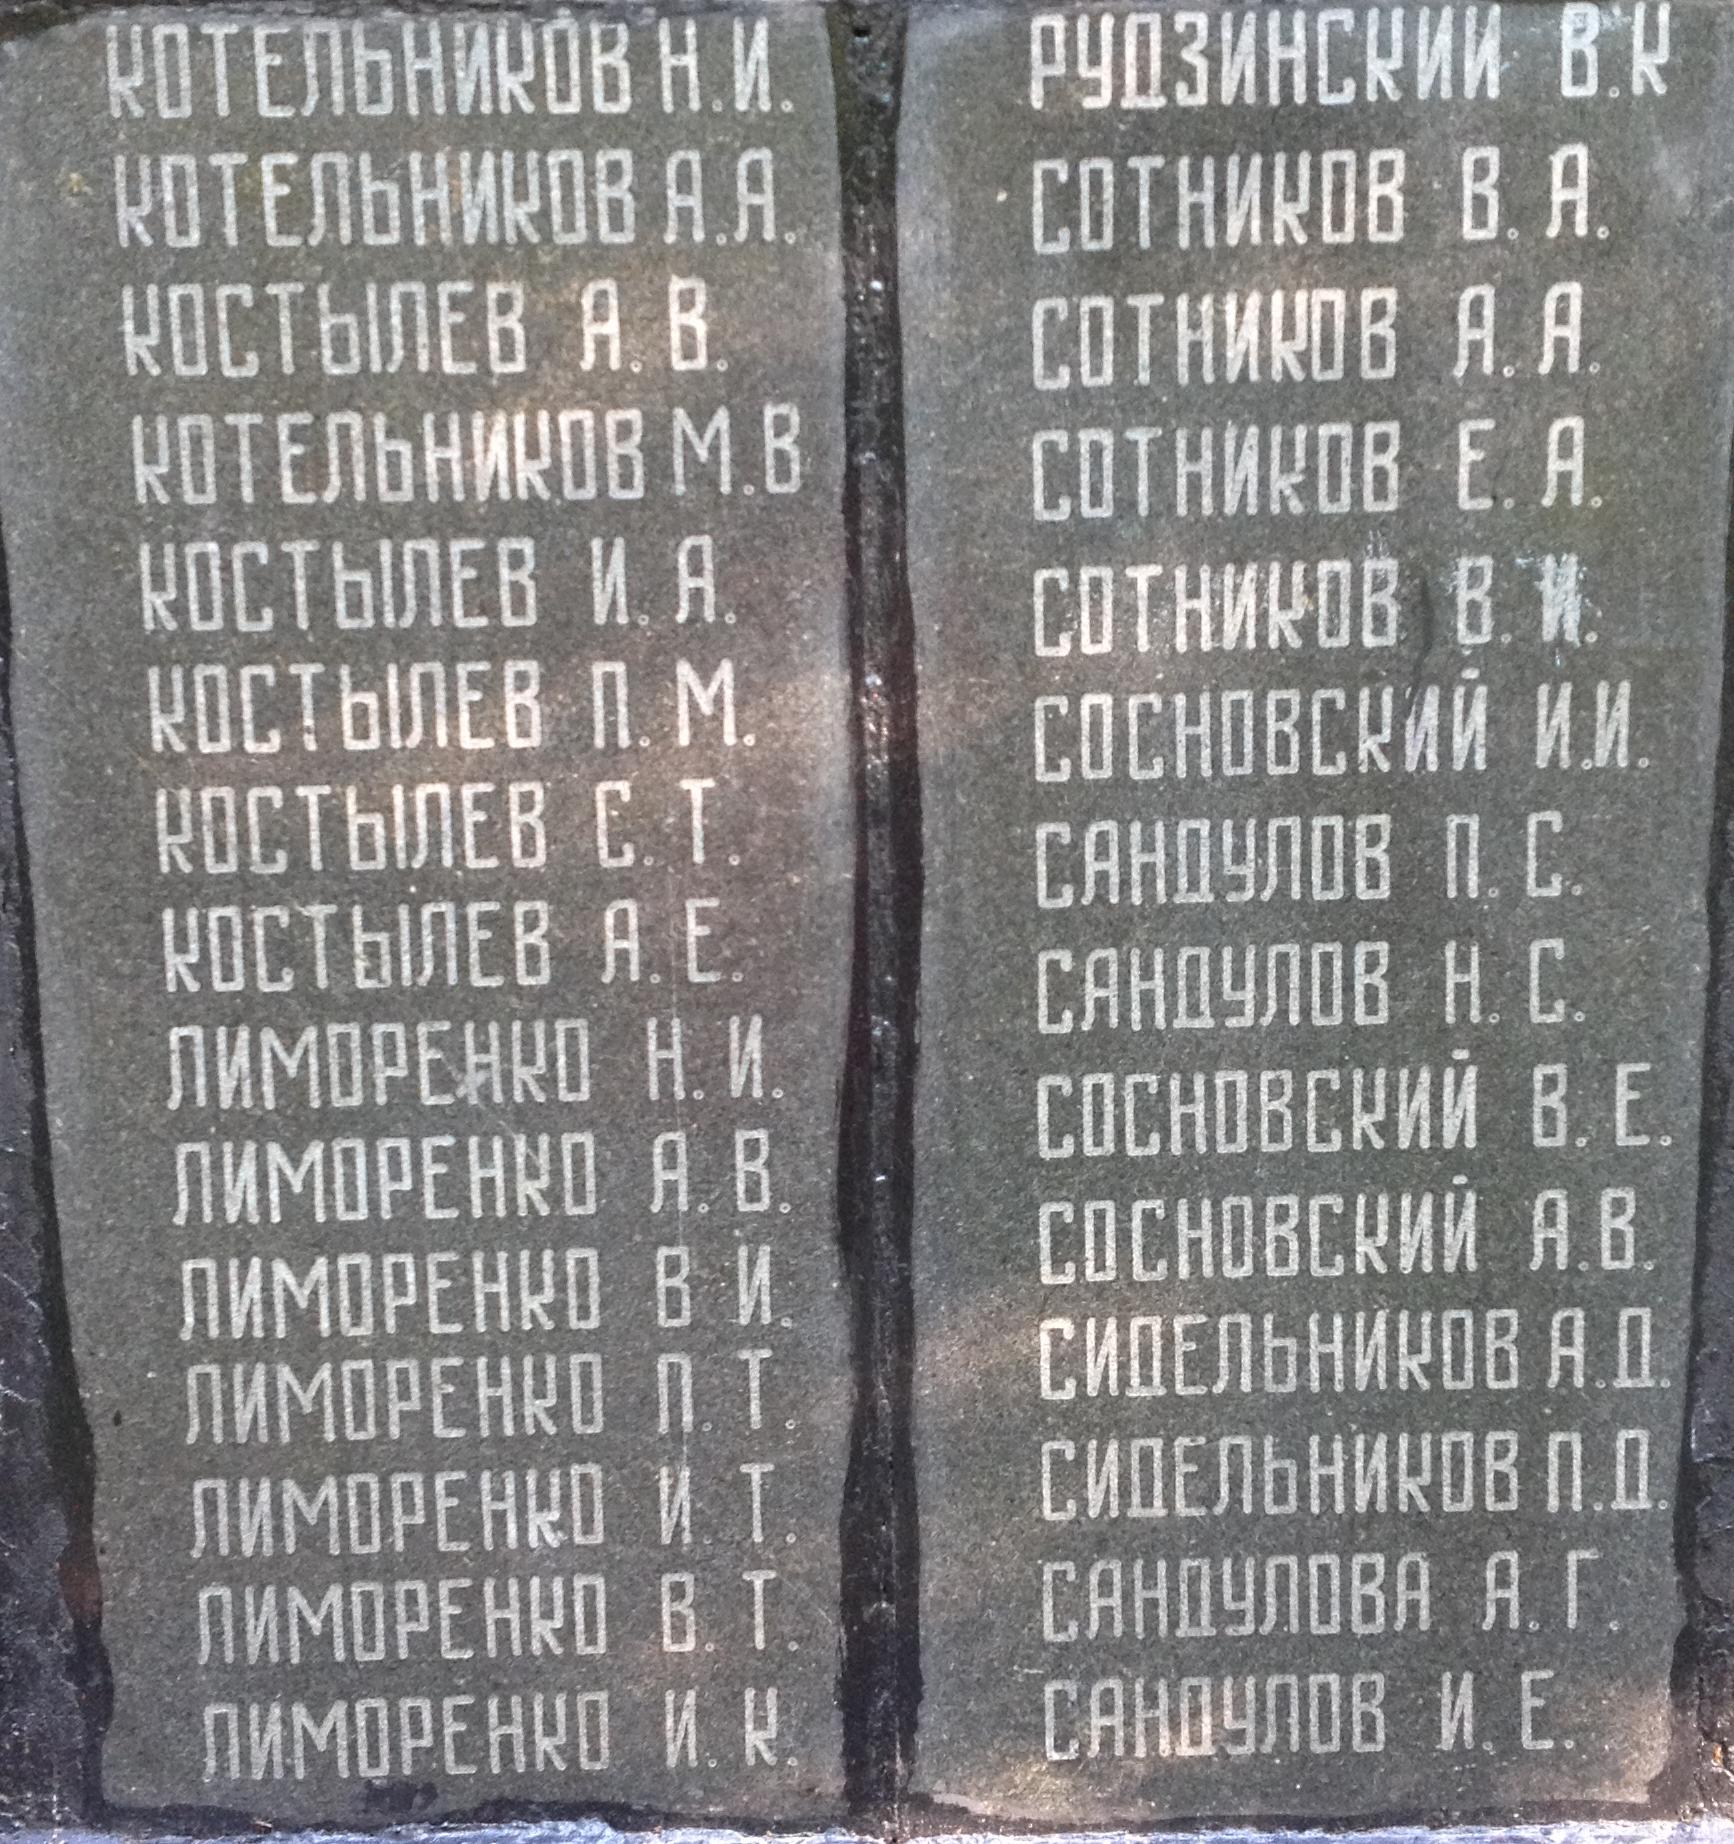 КОТЕЛЬНИКОВ Н.И.
КОТЕЛЬНИКОВ А.А.
КОСТЫЛЕВ А.В.
КОТЕЛЬНИКОВ М.В
КОСТЫЛЕВ И.А.
КОСТЫЛЕВ П.М.
КОСТЫЛЕВ С.Т.
КОСТЫЛЕВ А.Е.
ЛИМОРЕНКО Н.И.
ЛИМОРЕНКО А.В.
ЛИМОРЕНКО В.И.
ЛИМОРЕНКО П.Т.
ЛИМОРЕНКО И.Т.
ЛИМОРЕНКО В.Т.
ЛИМОРЕНКО И.К.
РУДЗИНСКИЙ В.К
СОТНИКОВ В.А.
СОТНИКОВ А.А.
СОТНИКОВ Е.А.
СОТНИКОВ В.И.
СОСНОВСКИЙ И.И.
САНДУЛОВ П.С.
САНДУЛОВ Н.С.
СОСНОВСКИЙ В.Е.
СОСНОВСКИЙ А.В.
СИДЕЛЬНИКОВ А.Д.
СИДЕЛЬНИКОВ П.Д.
САНДУЛОВА А.Г.
САНДУЛОВ И.Е.